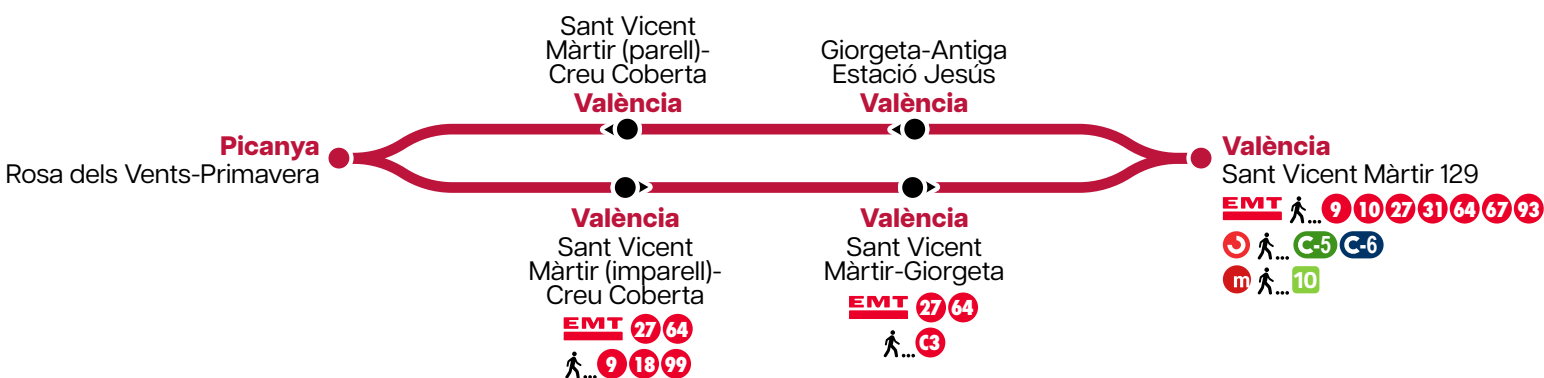 Sant Vicent
Màrtir (parell)-
Creu Coberta
València
Giorgeta-Antiga
Estació Jesús
València
Picanya
Rosa dels Vents-Primavera
València
Sant Vicent
Màrtir (imparell)-
Creu Coberta
EMT 27 64
... 9 18 99
València
Sant Vicent
Màrtir-Giorgeta
EMT 27 64
... C3
València
Sant Vicent Màrtir 129
EMT ... 9 10 27 31 64 67 93
... C-5 C-6
m ... 10